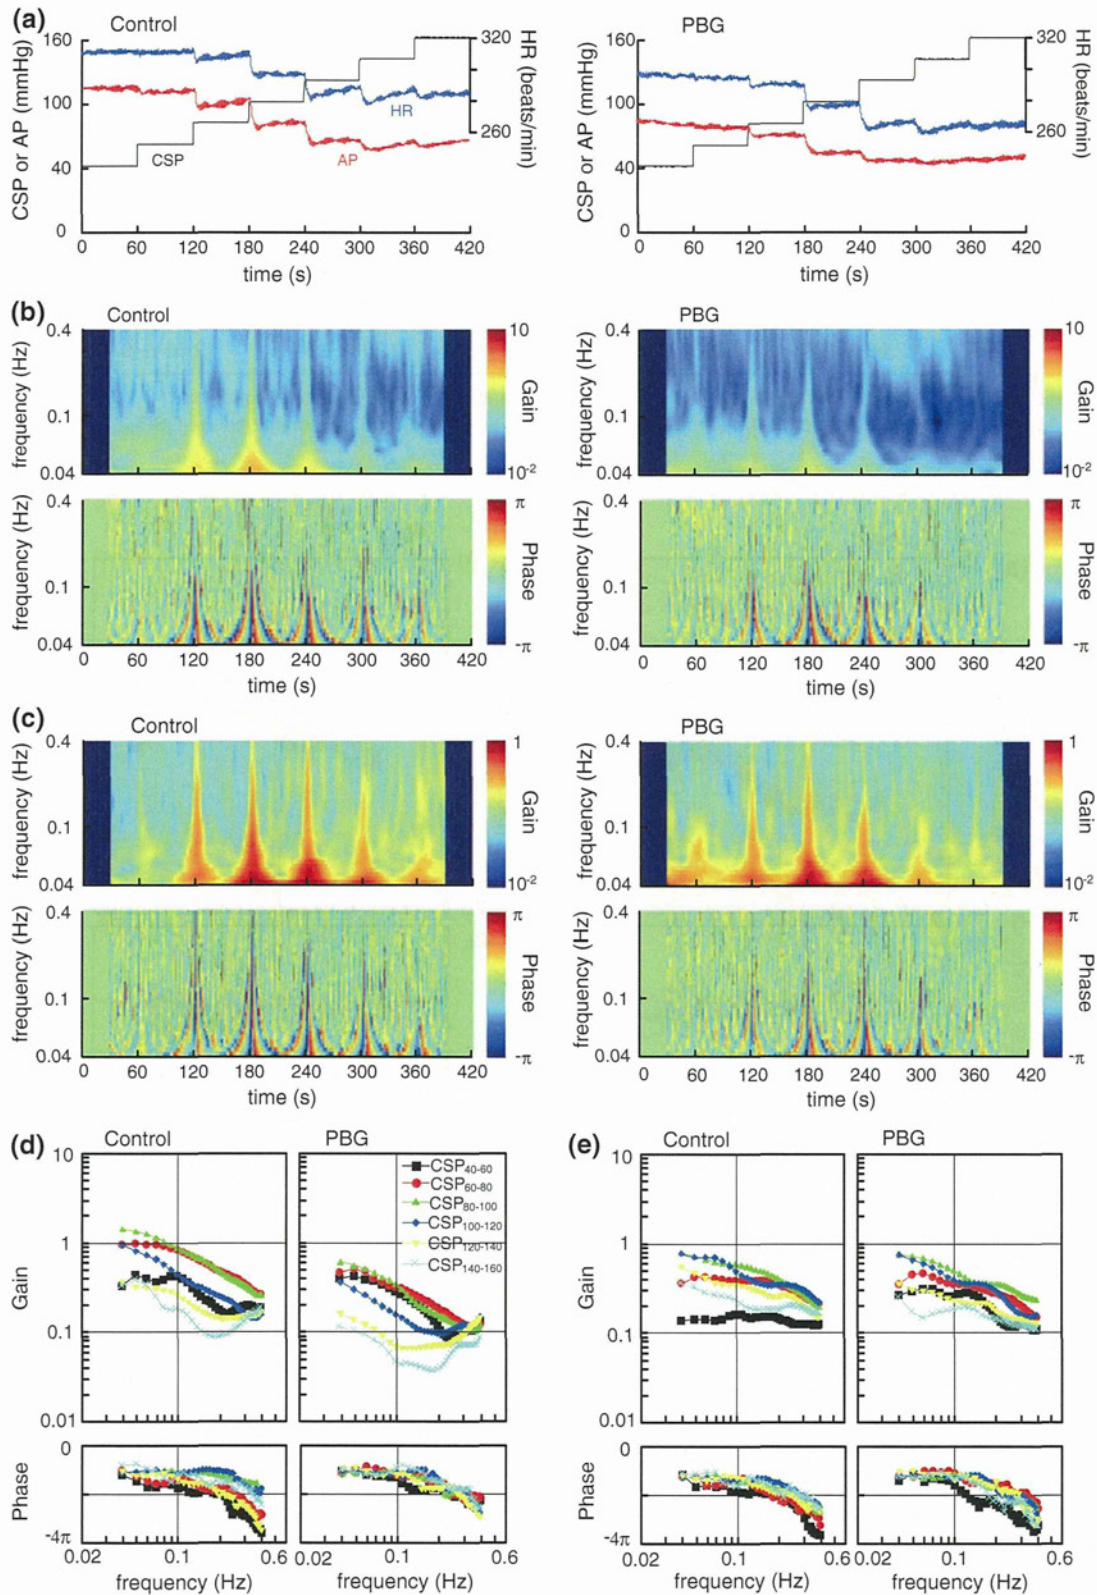 (a)
Control
PBG
CSP or AP (mmHg)
160
100
40
0
320
260
HR (beats/min)
HR
CSP
AP
0 60 120 180 240 300 360 420
time (s)
CSP or AP (mmHg)
160
100
40
0
320
260
HR (beats/min)
0 60 120 180 240 300 360 420
time (s)
(b)
Control
PBG
frequency (Hz)
0.4
0.1
0.04
10
10-2
Gain
frequency (Hz)
0.4
0.1
0.04
10
10-2
Gain
frequency (Hz)
0.4
0.1
0.04
π
-π
Phase
0 60 120 180 240 300 360 420
time (s)
frequency (Hz)
0.4
0.1
0.04
π
-π
Phase
0 60 120 180 240 300 360 420
time (s)
(c)
Control
PBG
frequency (Hz)
0.4
0.1
0.04
1
10-2
Gain
frequency (Hz)
0.4
0.1
0.04
1
10-2
Gain
frequency (Hz)
0.4
0.1
0.04
π
-π
Phase
0 60 120 180 240 300 360 420
time (s)
frequency (Hz)
0.4
0.1
0.04
π
-π
Phase
0 60 120 180 240 300 360 420
time (s)
(d)
Control
PBG
Gain
10
1
0.1
0.01
CSP40-60
CSP60-80
CSP80-100
CSP100-120
CSP120-140
CSP140-160
Phase
0
-4π
0.02 0.1 0.02 0.1 0.6
frequency (Hz)
frequency (Hz)
(e)
Control
PBG
Gain
10
1
0.1
0.01
Phase
0
-4π
0.02 0.1 0.02 0.1 0.6
frequency (Hz)
frequency (Hz)